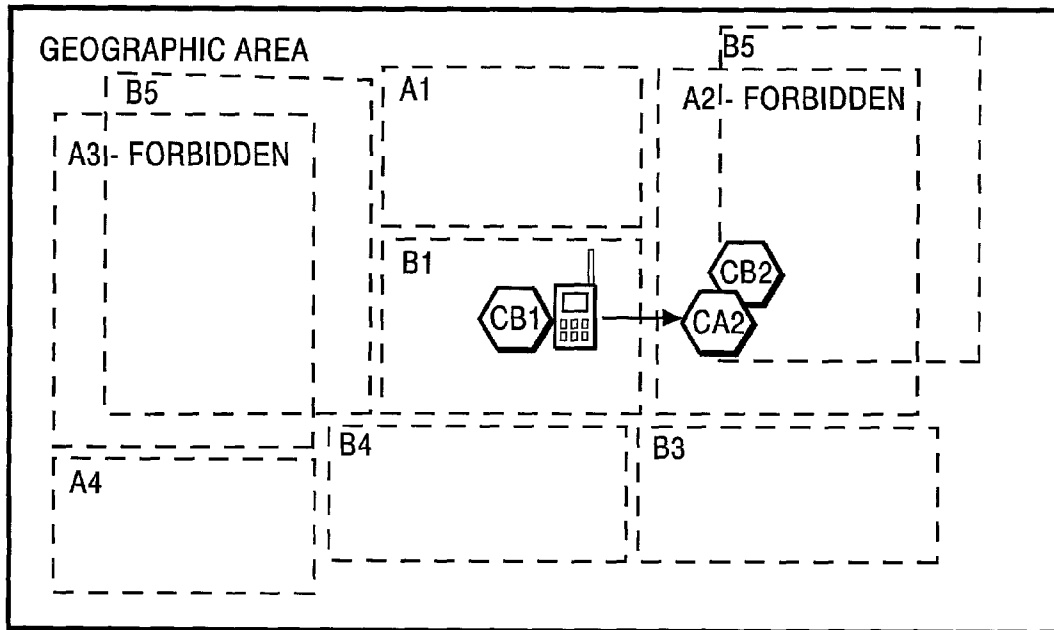 GEOGRAPHIC AREA
B5
B5
A1
A2 - FORBIDDEN
A3 - FORBIDDEN
B1
CB2
CB1
CA2
B4
B3
A4